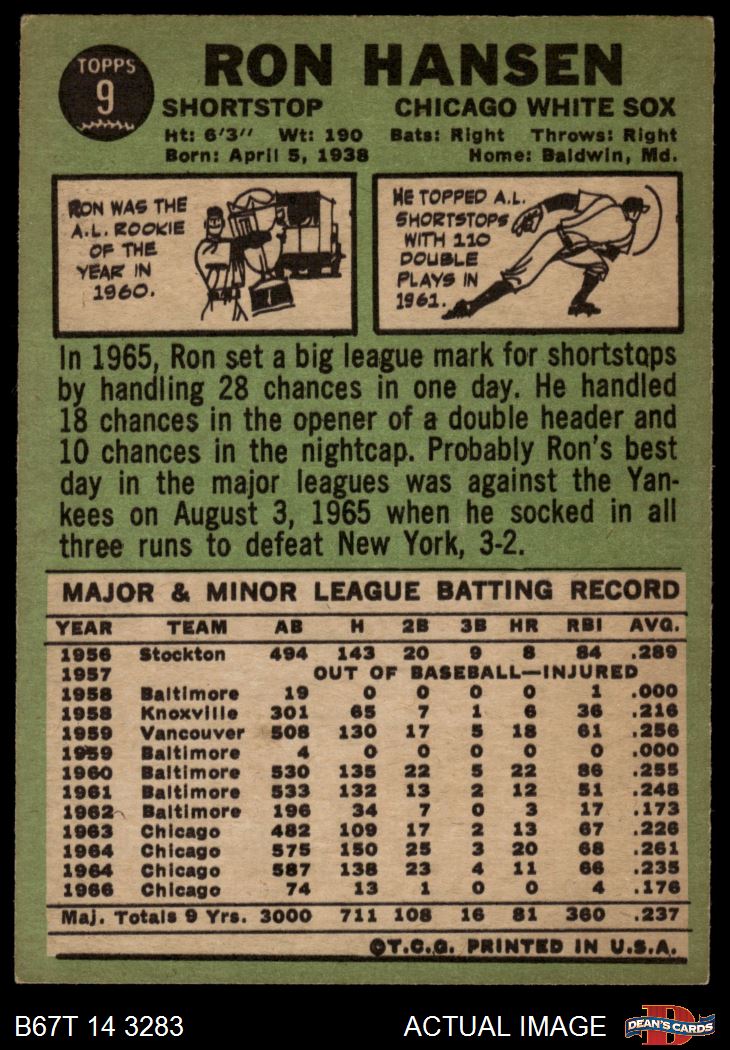 TOPPS
9
RON HANSEN
SHORTSTOP CHICAGO WHITE SOX
Ht: 6'3" Wt: 190 Bats: Right Throws: Right
Born: April 5, 1938 Home: Baldwin, Md.
RON WAS THE
A.L. ROOKIE
OF THE
YEAR IN
1960.
HE TOPPED A.L.
SHORTSTOPS
WITH 110
DOUBLE
PLAYS IN
1961.
In 1965, Ron set a big league mark for shortstops
by handling 28 chances in one day. He handled
18 chances in the opener of a double header and
10 chances in the nightcap. Probably Ron's best
day in the major leagues was against the Yan-
kees on August 3, 1965 when he socked in all
three runs to defeat New York, 3-2.
MAJOR & MINOR LEAGUE BATTING RECORD
YEAR TEAM AB H 2B 3B HR RBI AVG.
1956 Stockton 494 143 20 9 8 84 .289
1957 OUT OF BASEBALL—INJURED
1958 Baltimore 19 0 0 0 0 1 .000
1958 Knoxville 301 65 7 1 6 36 .216
1959 Vancouver 508 130 17 5 18 61 .256
1959 Baltimore 4 0 0 0 0 0 .000
1960 Baltimore 530 135 22 5 22 86 .255
1961 Baltimore 533 132 13 2 12 51 .248
1962 Baltimore 196 34 7 0 3 17 .173
1963 Chicago 482 109 17 2 13 67 .226
1964 Chicago 575 150 25 3 20 68 .261
1964 Chicago 587 138 23 4 11 66 .235
1966 Chicago 74 13 1 0 0 4 .176
Maj. Totals 9 Yrs. 3000 711 108 16 81 360 .237
©T.C.G. PRINTED IN U.S.A.
B67T 14 3283 ACTUAL IMAGE
DEAN'S CARDS